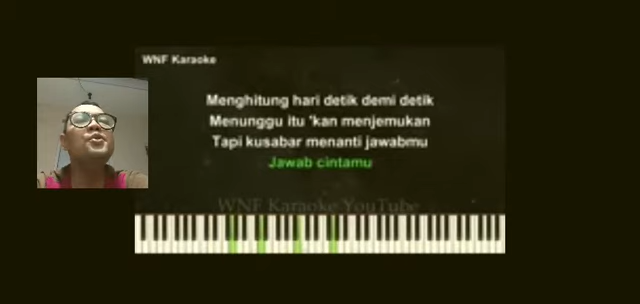 WNF Karaoke
Menghitung hari detik demi detik
Menunggu itu 'kan menjemukan
Tapi kusabar menanti jawabmu
Jawab cintamu
WNF Karaoke YouTube